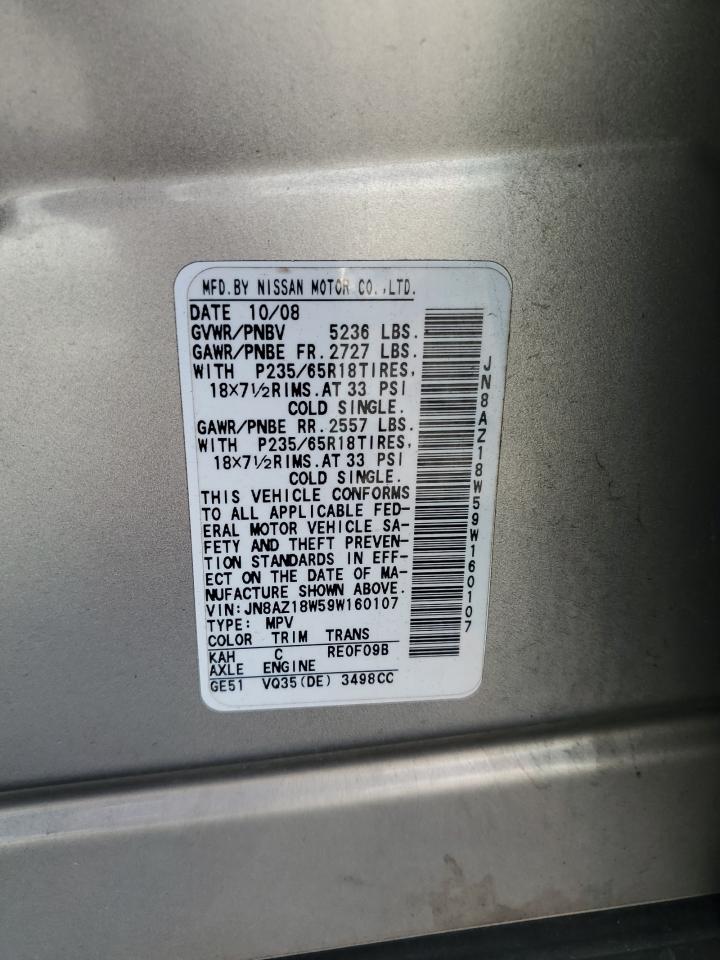 MFD.BY NISSAN MOTOR CO.,LTD.
DATE 10/08
GVWR/PNBV 5236 LBS.
GAWR/PNBE FR.2727 LBS.
WITH P235/65R18TIRES,
18×7½RIMS.AT 33 PSI
COLD SINGLE.
GAWR/PNBE RR.2557 LBS.
WITH P235/65R18TIRES,
18×7½RIMS.AT 33 PSI
COLD SINGLE.
THIS VEHICLE CONFORMS
TO ALL APPLICABLE FED-
ERAL MOTOR VEHICLE SA-
FETY AND THEFT PREVEN-
TION STANDARDS IN EFF-
ECT ON THE DATE OF MA-
NUFACTURE SHOWN ABOVE.
VIN:JN8AZ18W59W160107
TYPE: MPV
COLOR TRIM TRANS
KAH C RE0F09B
AXLE ENGINE
GE51 VQ35(DE) 3498CC
JN8AZ18W59W160107